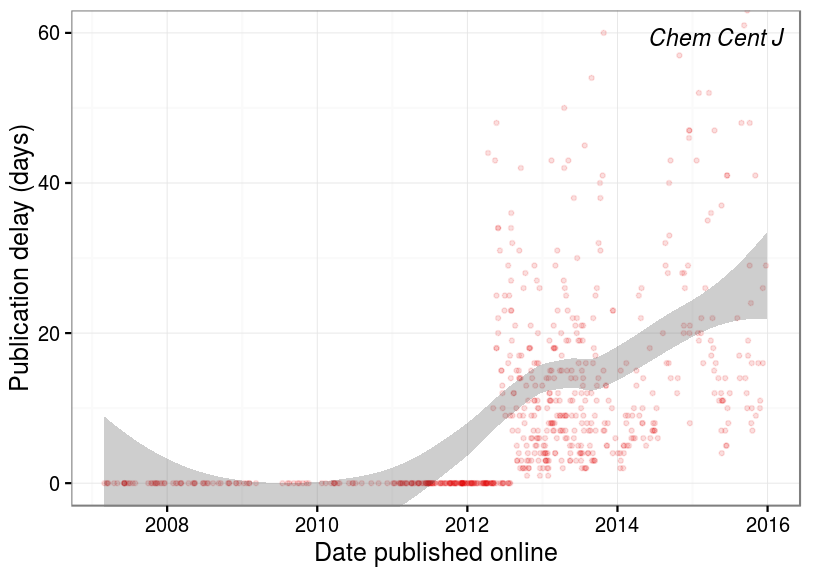 Chem Cent J
Publication delay (days)
60
40
20
0
2008 2010 2012 2014 2016
Date published online